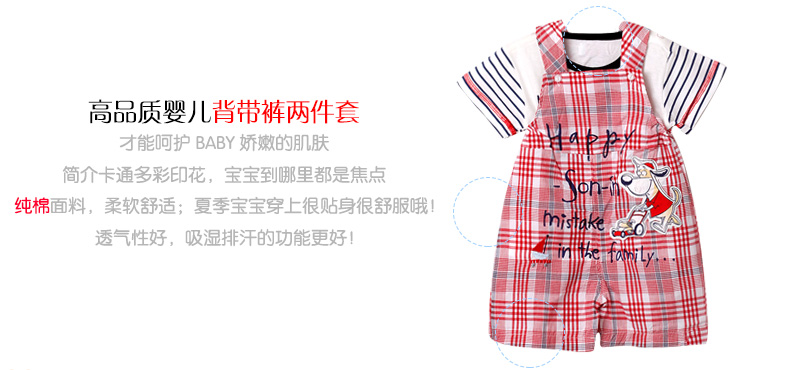 高品质婴儿背带裤两件套
才能呵护 BABY 娇嫩的肌肤
简介卡通多彩印花，宝宝到哪里都是焦点
纯棉面料，柔软舒适；夏季宝宝穿上很贴身很舒服哦！
透气性好，吸湿排汗的功能更好！
Happy
-Son-in
mistake
in the family...